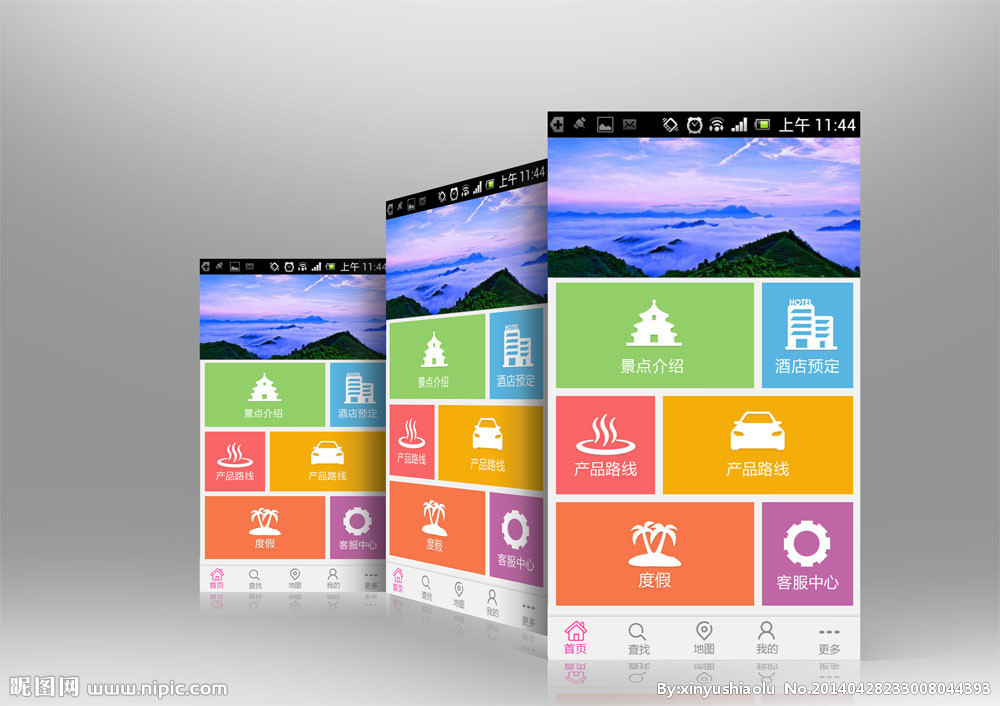 上午 11:44
景点介绍
酒店预定
产品路线
产品路线
度假
客服中心
首页
查找
地图
我的
更多
上午 11:44
景点介绍
酒店预定
产品路线
产品路线
度假
客服中心
首页
查找
地图
我的
更多
上午 11:44
HOTEL
景点介绍
酒店预定
产品路线
产品路线
度假
客服中心
首页
查找
地图
我的
更多
昵图网 www.nipic.com
By:xinyushiaolu No.20140428233008044393